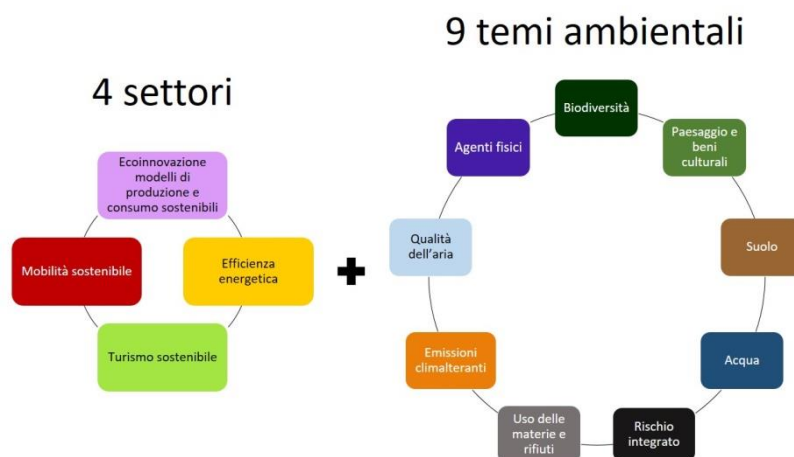 9 temi ambientali
4 settori
Ecoinnovazione
modelli di
produzione e
consumo sostenibili
Mobilità sostenibile
Efficienza
energetica
Turismo sostenibile
Biodiversità
Paesaggio e
beni
culturali
Suolo
Acqua
Rischio
integrato
Uso delle
materie e
rifiuti
Emissioni
climalteranti
Qualità
dell'aria
Agenti fisici